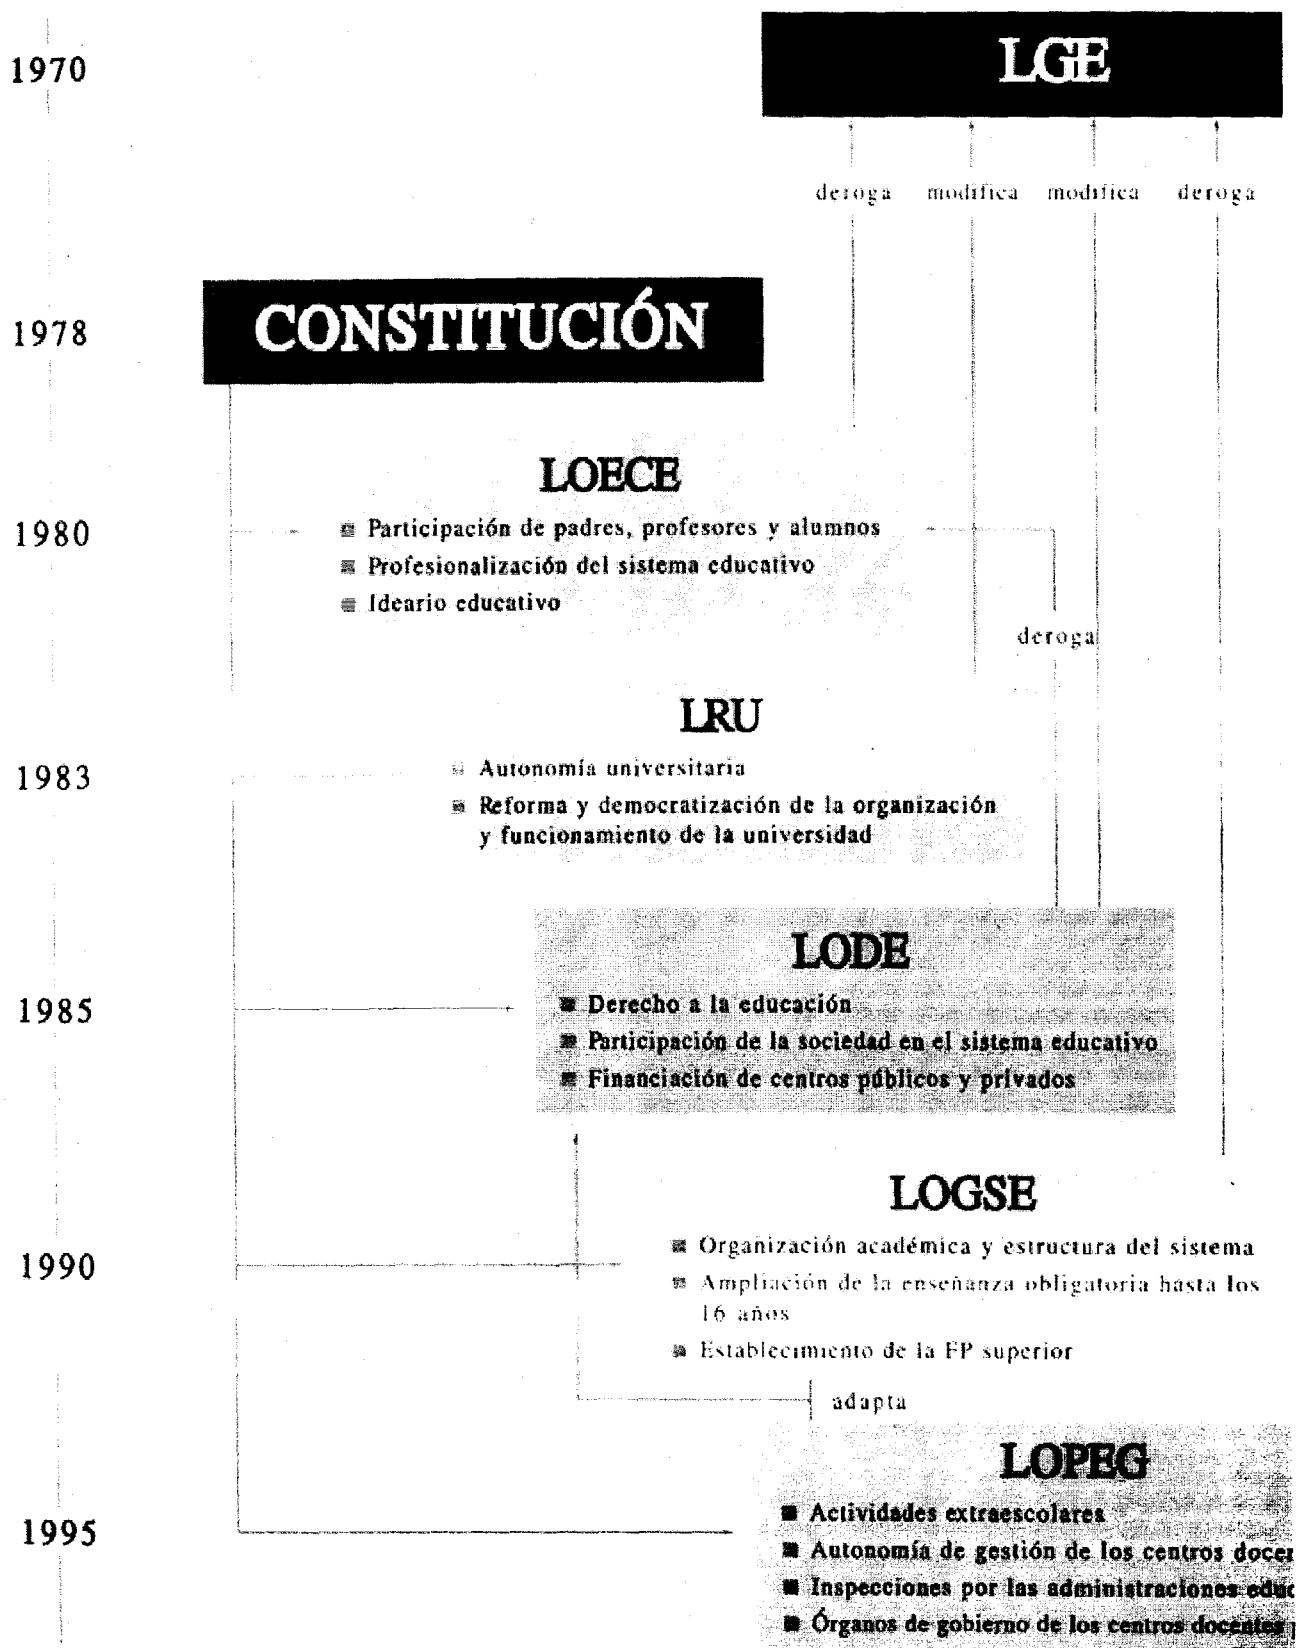 1970
LGE
deroga modifica modifica deroga
1978
CONSTITUCIÓN
LOECE
1980
Participación de padres, profesores y alumnos
Profesionalización del sistema educativo
Ideario educativo
deroga
LRU
1983
Autonomía universitaria
Reforma y democratización de la organización
y funcionamiento de la universidad
LODE
1985
Derecho a la educación
Participación de la sociedad en el sistema educativo
Financiación de centros públicos y privados
LOGSE
1990
Organización académica y estructura del sistema
Ampliación de la enseñanza obligatoria hasta los
16 años
Establecimiento de la FP superior
adapta
LOPEG
1995
Actividades extraescolares
Autonomía de gestión de los centros
Inspecciones por las administraciones
Órganos de gobierno de los centros docentes